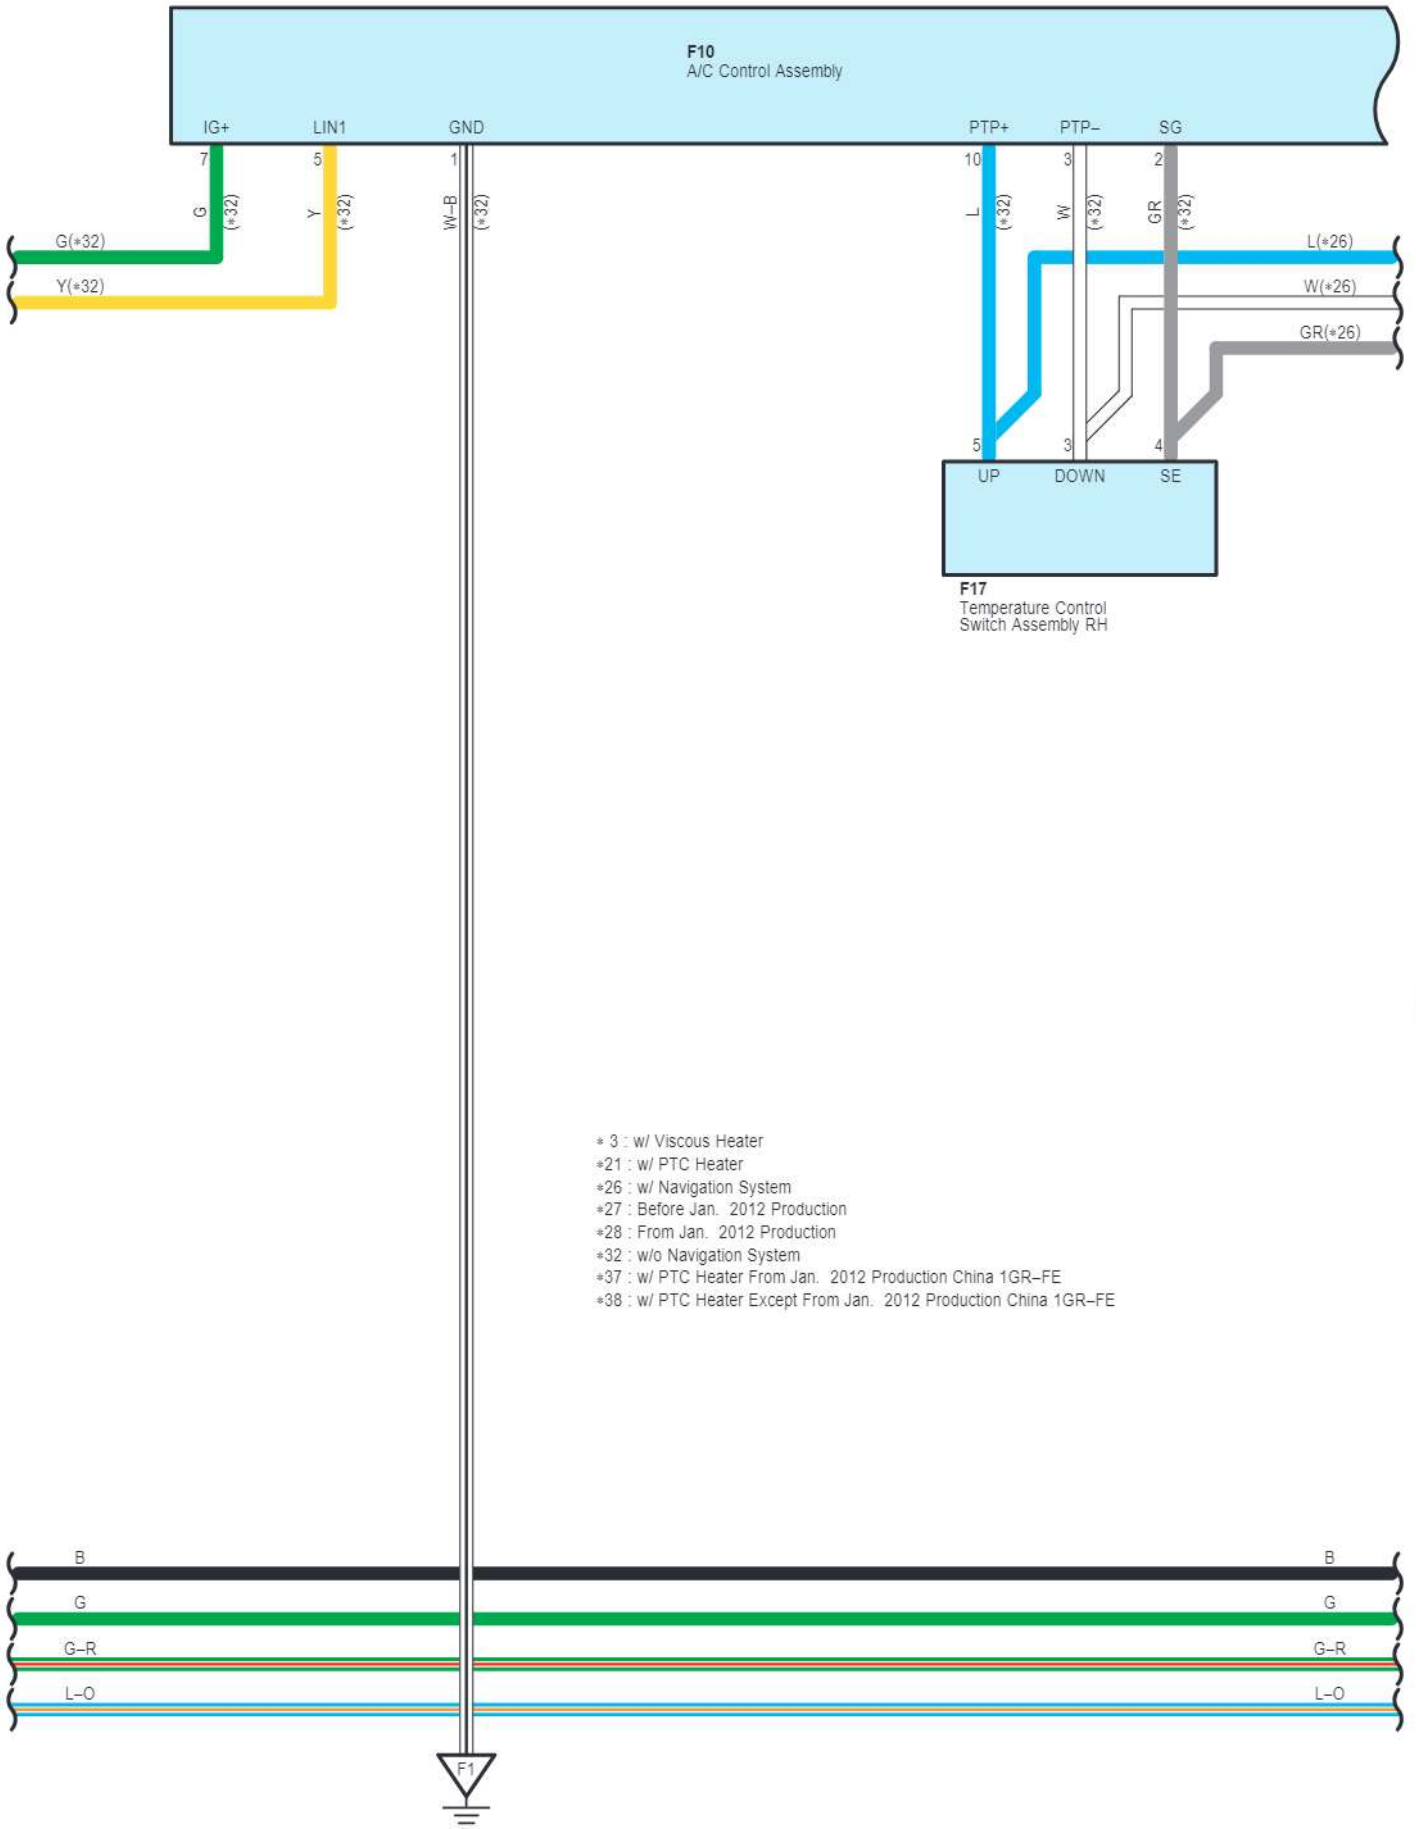 F10
A/C Control Assembly
IG+ LIN1 GND PTP+ PTP– SG
7 5 1 10 3 2
G (*32) Y (*32) W–B (*32) L (*32) W (*32) GR (*32)
G(*32) L(*26)
Y(*32) W(*26)
GR(*26)
5 3 4
UP DOWN SE
F17
Temperature Control
Switch Assembly RH
* 3 : w/ Viscous Heater
*21 : w/ PTC Heater
*26 : w/ Navigation System
*27 : Before Jan. 2012 Production
*28 : From Jan. 2012 Production
*32 : w/o Navigation System
*37 : w/ PTC Heater From Jan. 2012 Production China 1GR–FE
*38 : w/ PTC Heater Except From Jan. 2012 Production China 1GR–FE
B B
G G
G–R G–R
L–O L–O
F1